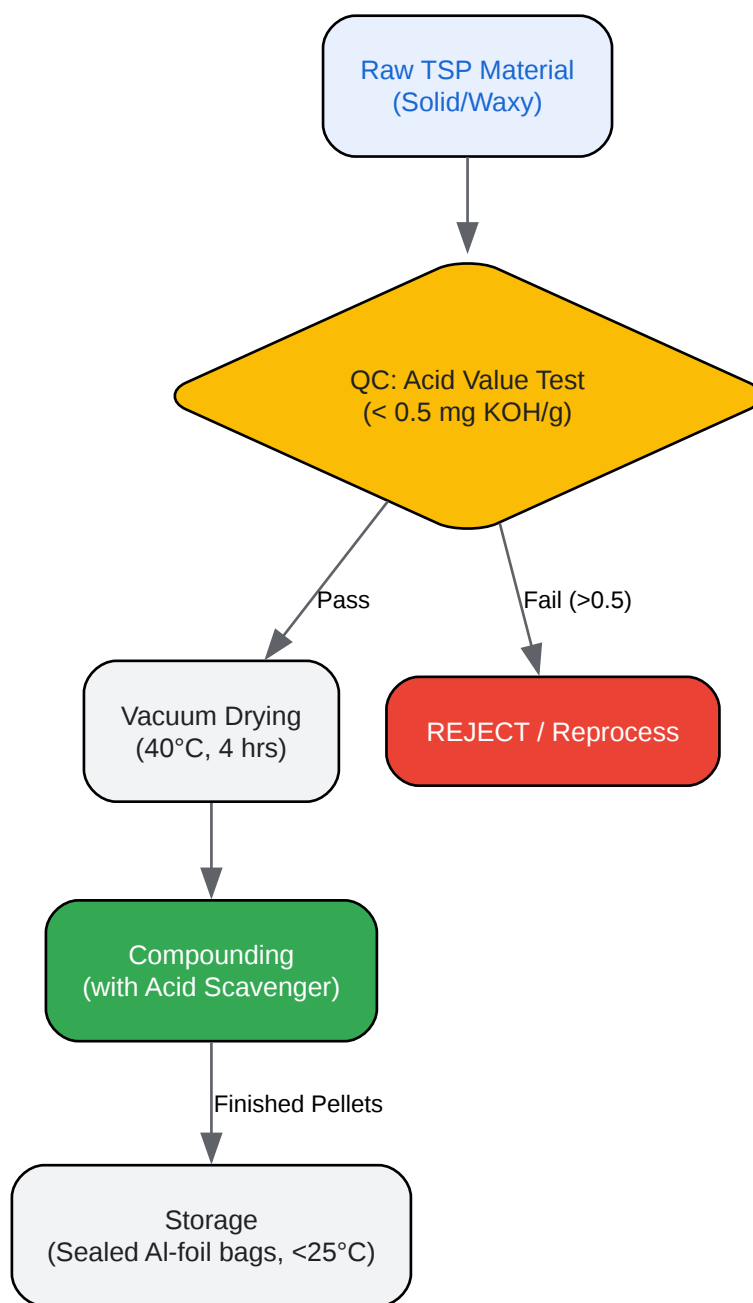 Raw TSP Material
(Solid/Waxy)
QC: Acid Value Test
(< 0.5 mg KOH/g)
Pass
Fail (>0.5)
Vacuum Drying
(40°C, 4 hrs)
REJECT / Reprocess
Compounding
(with Acid Scavenger)
Finished Pellets
Storage
(Sealed Al-foil bags, <25°C)